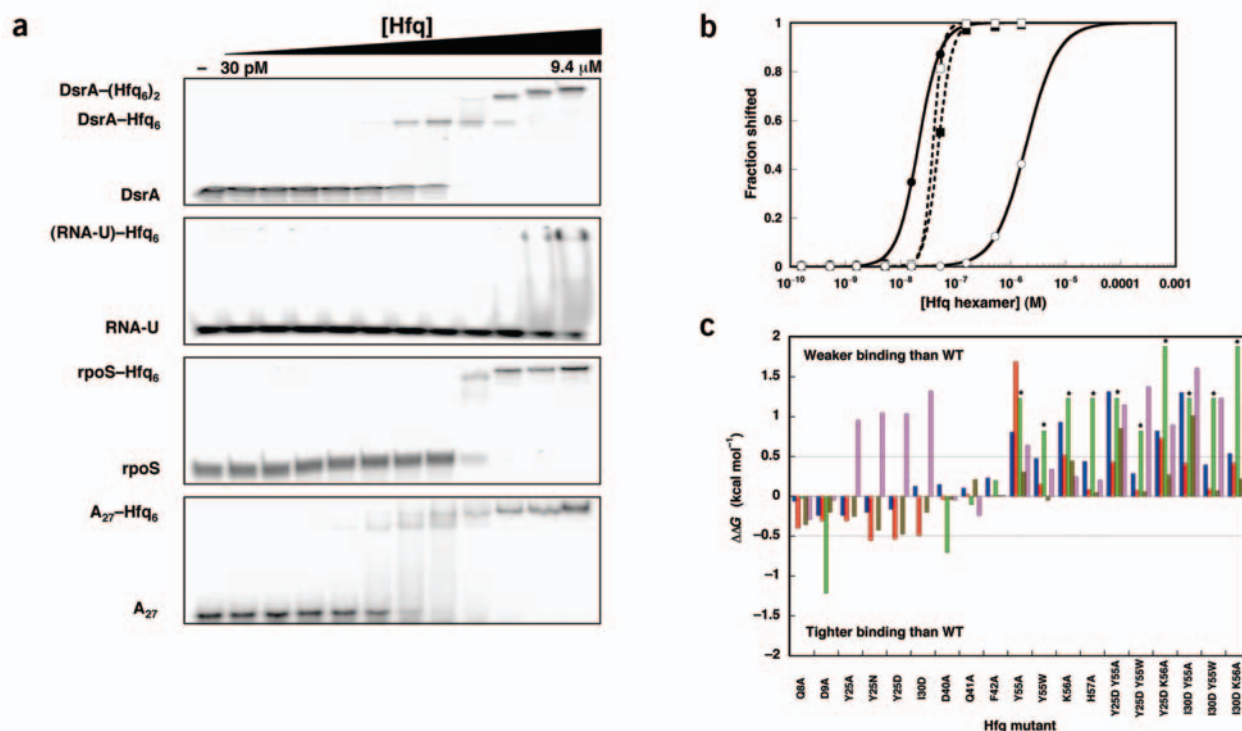 a
[Hfq]
– 30 pM 9.4 µM
DsrA–(Hfq₆)₂
DsrA–Hfq₆
DsrA
(RNA-U)–Hfq₆
RNA-U
rpoS–Hfq₆
rpoS
A₂₇–Hfq₆
A₂₇
b
Fraction shifted
1
0.8
0.6
0.4
0.2
0
10⁻¹⁰ 10⁻⁹ 10⁻⁸ 10⁻⁷ 10⁻⁶ 10⁻⁵ 0.0001 0.001
[Hfq hexamer] (M)
c
ΔΔG (kcal mol⁻¹)
2
1.5
1
0.5
0
–0.5
–1
–1.5
–2
Weaker binding than WT
Tighter binding than WT
* * * * * * * * * *
Q8A
D9A
Y25A
Y25N
Y25D
I30D
D40A
Q41A
F42A
Y55A
Y55W
K56A
H57A
Y25D Y55A
Y25D Y55W
Y25D K56A
I30D Y55A
I30D Y55W
I30D K56A
Hfq mutant